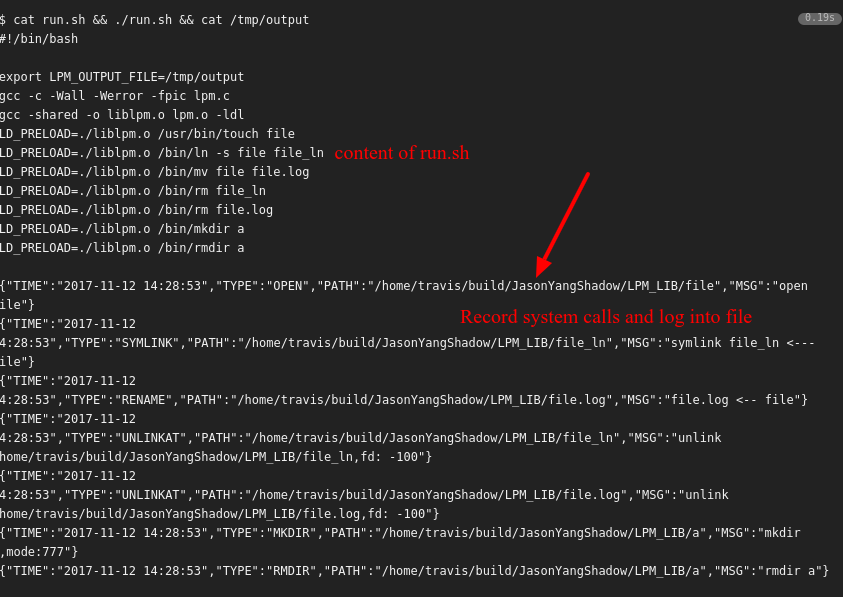 $ cat run.sh && ./run.sh && cat /tmp/output
0.19s
#!/bin/bash
export LPM_OUTPUT_FILE=/tmp/output
gcc -c -Wall -Werror -fpic lpm.c
gcc -shared -o liblpm.o lpm.o -ldl
LD_PRELOAD=./liblpm.o /usr/bin/touch file
LD_PRELOAD=./liblpm.o /bin/ln -s file file_ln
content of run.sh
LD_PRELOAD=./liblpm.o /bin/mv file file.log
LD_PRELOAD=./liblpm.o /bin/rm file_ln
LD_PRELOAD=./liblpm.o /bin/rm file.log
LD_PRELOAD=./liblpm.o /bin/mkdir a
LD_PRELOAD=./liblpm.o /bin/rmdir a
{"TIME":"2017-11-12 14:28:53","TYPE":"OPEN","PATH":"/home/travis/build/JasonYangShadow/LPM_LIB/file","MSG":"open
ile"}
Record system calls and log into file
{"TIME":"2017-11-12
4:28:53","TYPE":"SYMLINK","PATH":"/home/travis/build/JasonYangShadow/LPM_LIB/file_ln","MSG":"symlink file_ln <---
ile"}
{"TIME":"2017-11-12
4:28:53","TYPE":"RENAME","PATH":"/home/travis/build/JasonYangShadow/LPM_LIB/file.log","MSG":"file.log <-- file"}
{"TIME":"2017-11-12
4:28:53","TYPE":"UNLINKAT","PATH":"/home/travis/build/JasonYangShadow/LPM_LIB/file_ln","MSG":"unlink
home/travis/build/JasonYangShadow/LPM_LIB/file_ln,fd: -100"}
{"TIME":"2017-11-12
4:28:53","TYPE":"UNLINKAT","PATH":"/home/travis/build/JasonYangShadow/LPM_LIB/file.log","MSG":"unlink
home/travis/build/JasonYangShadow/LPM_LIB/file.log,fd: -100"}
{"TIME":"2017-11-12 14:28:53","TYPE":"MKDIR","PATH":"/home/travis/build/JasonYangShadow/LPM_LIB/a","MSG":"mkdir
,mode:777"}
{"TIME":"2017-11-12 14:28:53","TYPE":"RMDIR","PATH":"/home/travis/build/JasonYangShadow/LPM_LIB/a","MSG":"rmdir a"}